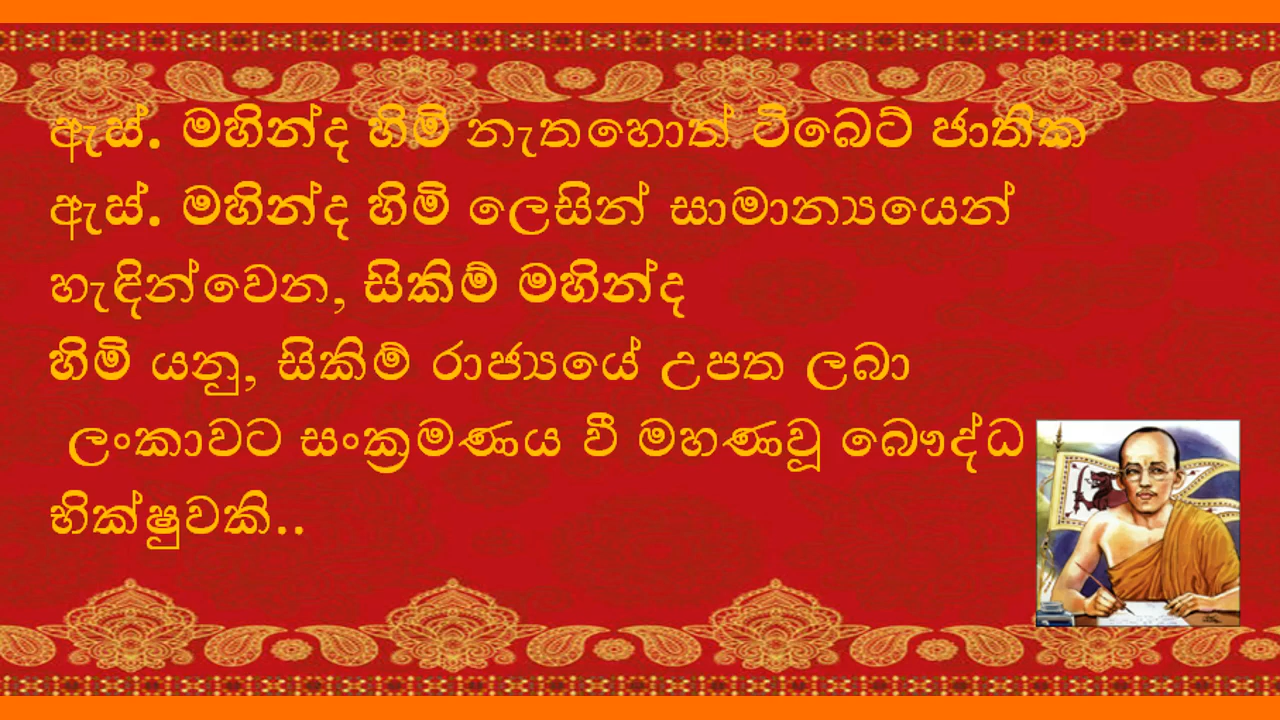 ඇස්. මහින්ද හිමි නැතහොත් ටිබෙට් ජාතික
ඇස්. මහින්ද හිමි ලෙසින් සාමාන්‍යයෙන්
හැඳින්වෙන, සිකිම් මහින්ද
හිමි යනු, සිකිම් රාජ්‍යයේ උපත ලබා
ලංකාවට සංක්‍රමණය වී මහණවූ බෞද්ධ
භික්ෂුවකි..